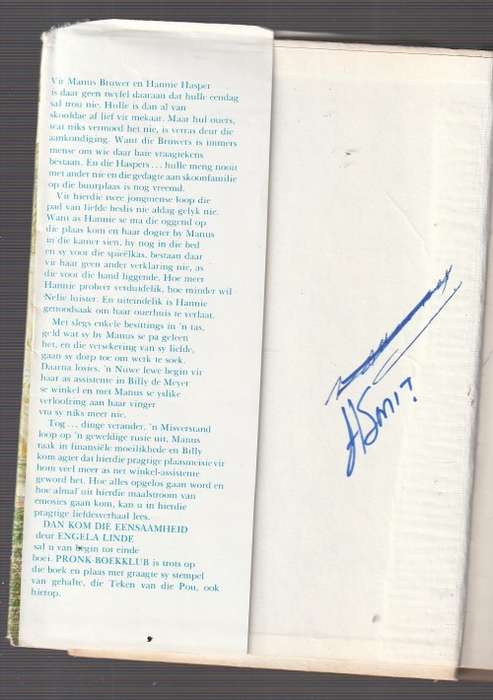 Vir Manus Bruwer en Hannie Hasper
is daar geen twyfel daaraan dat hulle eendag
sal trou nie. Hulle is dan al van
skooldae af lief vir mekaar. Maar hul ouers,
wat niks vermoed het nie, is verras deur die
aankondiging. Want die Bruwers is immers
mense om wie daar baie vraagtekens
bestaan. En die Haspers... hulle meng nooit
met ander nie en die gedagte aan skoonfamilie
op die buurplaas is nog vreemd.
Vir hierdie twee jongmense loop die
pad van liefde beslis nie aldag gelyk nie.
Want as Hannie se ma die oggend op
die plaas kom en haar dogter by Manus
in die kamer sien, hy nog in die bed
en sy voor die spieëlkas, bestaan daar
vir haar geen ander verklaring nie, as
die voor die hand liggende. Hoe meer
Hannie probeer verduidelik, hoe minder wil
Nelie luister. En uiteindelik is Hannie
genoodsaak om haar ouerhuis te verlaat.
Met slegs enkele besittings in 'n tas,
geld wat sy by Manus se pa geleen
het, en die versekering van sy liefde,
gaan sy dorp toe om werk te soek.
Daarna losies. 'n Nuwe lewe begin vir
haar as assistente in Billy de Meyer
se winkel en met Manus se yslike
verloofring aan haar vinger
vra sy niks meer nie.
Tog... dinge verander. 'n Misverstand
loop op 'n geweldige rusie uit, Manus
raak in finansiële moeilikheid en Billy
kom agter dat hierdie pragtige plaasmeisie vir
hom veel meer as net winkel-assistente
geword het. Hoe alles opgelos gaan word en
hoe almal uit hierdie maalstroom van
emosies gaan kom, kan u in hierdie
pragtige liefdesverhaal lees.
DAN KOM DIE EENSAAMHEID
deur ENGELA LINDE
sal u van begin tot einde
boei. PRONK-BOEKKLUB is trots op
die boek en plaas met graagte sy stempel
van gehalte, die Teken van die Pou, ook
hierop.
HSMIT